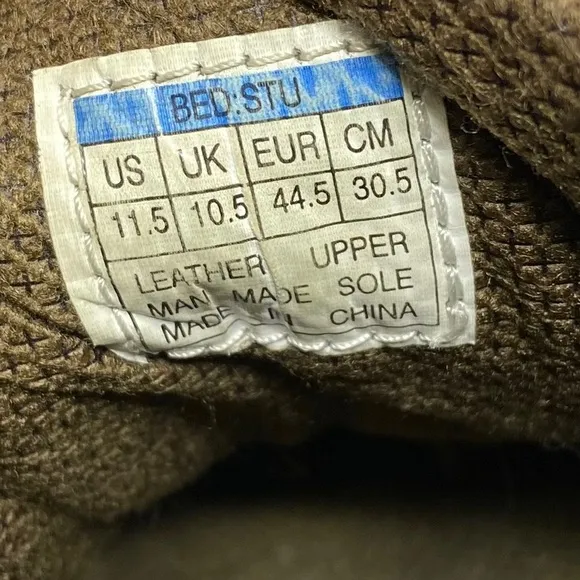 BED:STU
US UK EUR CM
11.5 10.5 44.5 30.5
LEATHER UPPER
MAN MADE SOLE
MADE IN CHINA